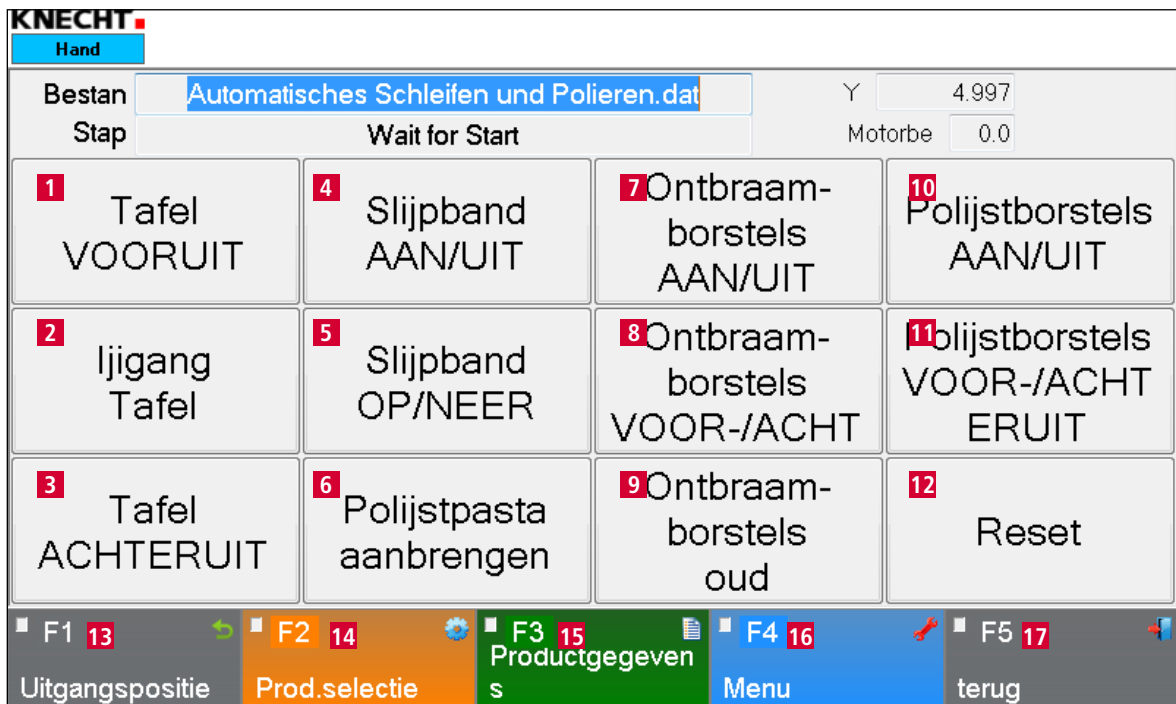 KNECHT
Hand
Bestan Automatisches Schleifen und Polieren.dat Y 4.997
Stap Wait for Start Motorbe 0.0
1 Tafel
VOORUIT
4 Slijpband
AAN/UIT
7 Ontbraam-
borstels
AAN/UIT
10 Polijstborstels
AAN/UIT
2 Ijigang
Tafel
5 Slijpband
OP/NEER
8 Ontbraam-
borstels
VOOR-/ACHT
11 Polijstborstels
VOOR-/ACHT
ERUIT
3 Tafel
ACHTERUIT
6 Polijstpasta
aanbrengen
9 Ontbraam-
borstels
oud
12 Reset
F1 13
Uitgangspositie
F2 14
Prod.selectie
F3 15
Productgegeven
s
F4 16
Menu
F5 17
terug